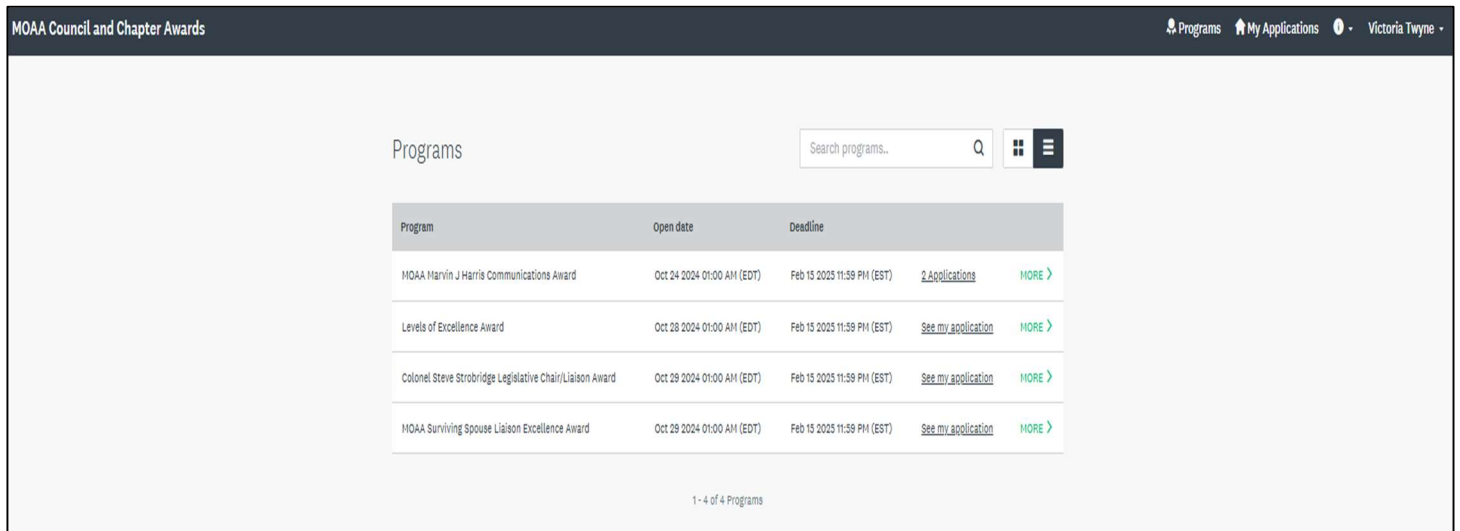 MOAA Council and Chapter Awards Programs My Applications Victoria Twyne
Programs Search programs..
Program Open date Deadline
MOAA Marvin J Harris Communications Award Oct 24 2024 01:00 AM (EDT) Feb 15 2025 11:59 PM (EST) 2 Applications MORE
Levels of Excellence Award Oct 28 2024 01:00 AM (EDT) Feb 15 2025 11:59 PM (EST) See my application MORE
Colonel Steve Strobridge Legislative Chair/Liaison Award Oct 29 2024 01:00 AM (EDT) Feb 15 2025 11:59 PM (EST) See my application MORE
MOAA Surviving Spouse Liaison Excellence Award Oct 29 2024 01:00 AM (EDT) Feb 15 2025 11:59 PM (EST) See my application MORE
1 - 4 of 4 Programs